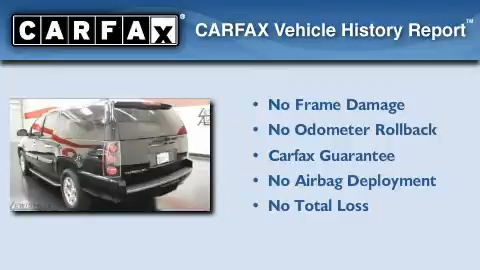 CARFAX® CARFAX Vehicle History Report™
• No Frame Damage
• No Odometer Rollback
• Carfax Guarantee
• No Airbag Deployment
• No Total Loss